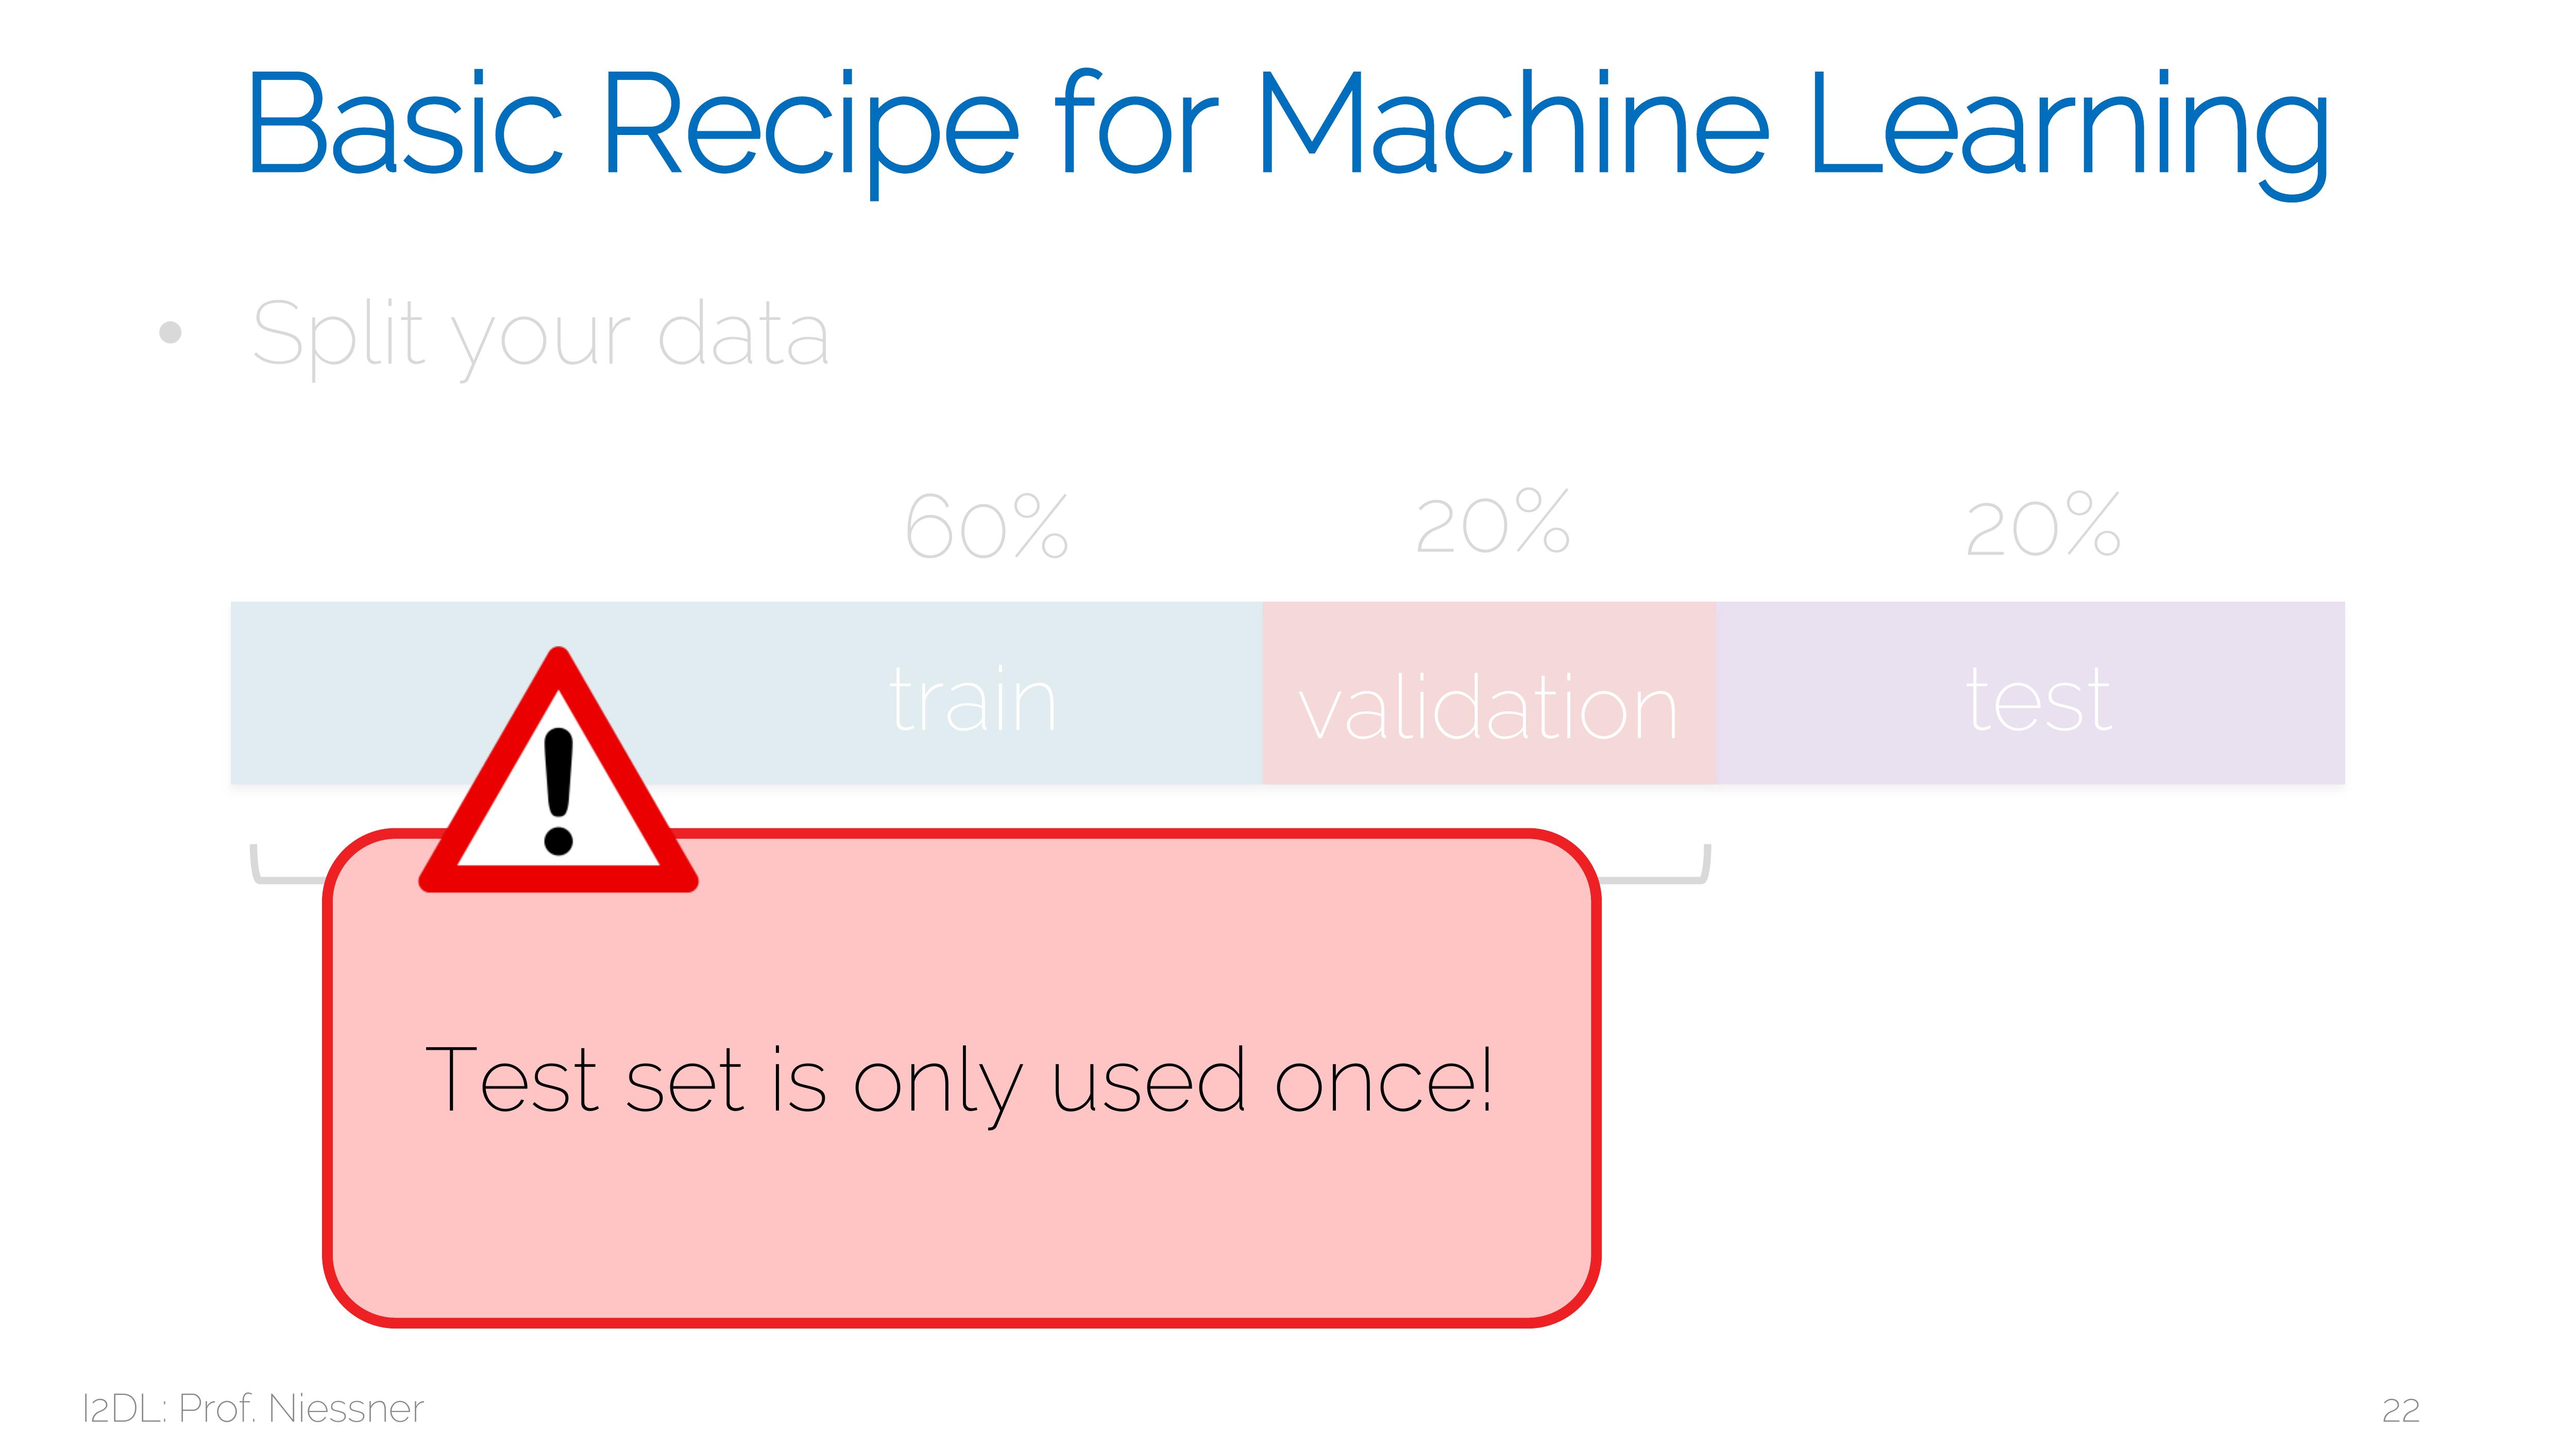 Basic Recipe for Machine Learning
• Split your data
60% 20% 20%
train validation test
Test set is only used once!
I2DL: Prof. Niessner
22